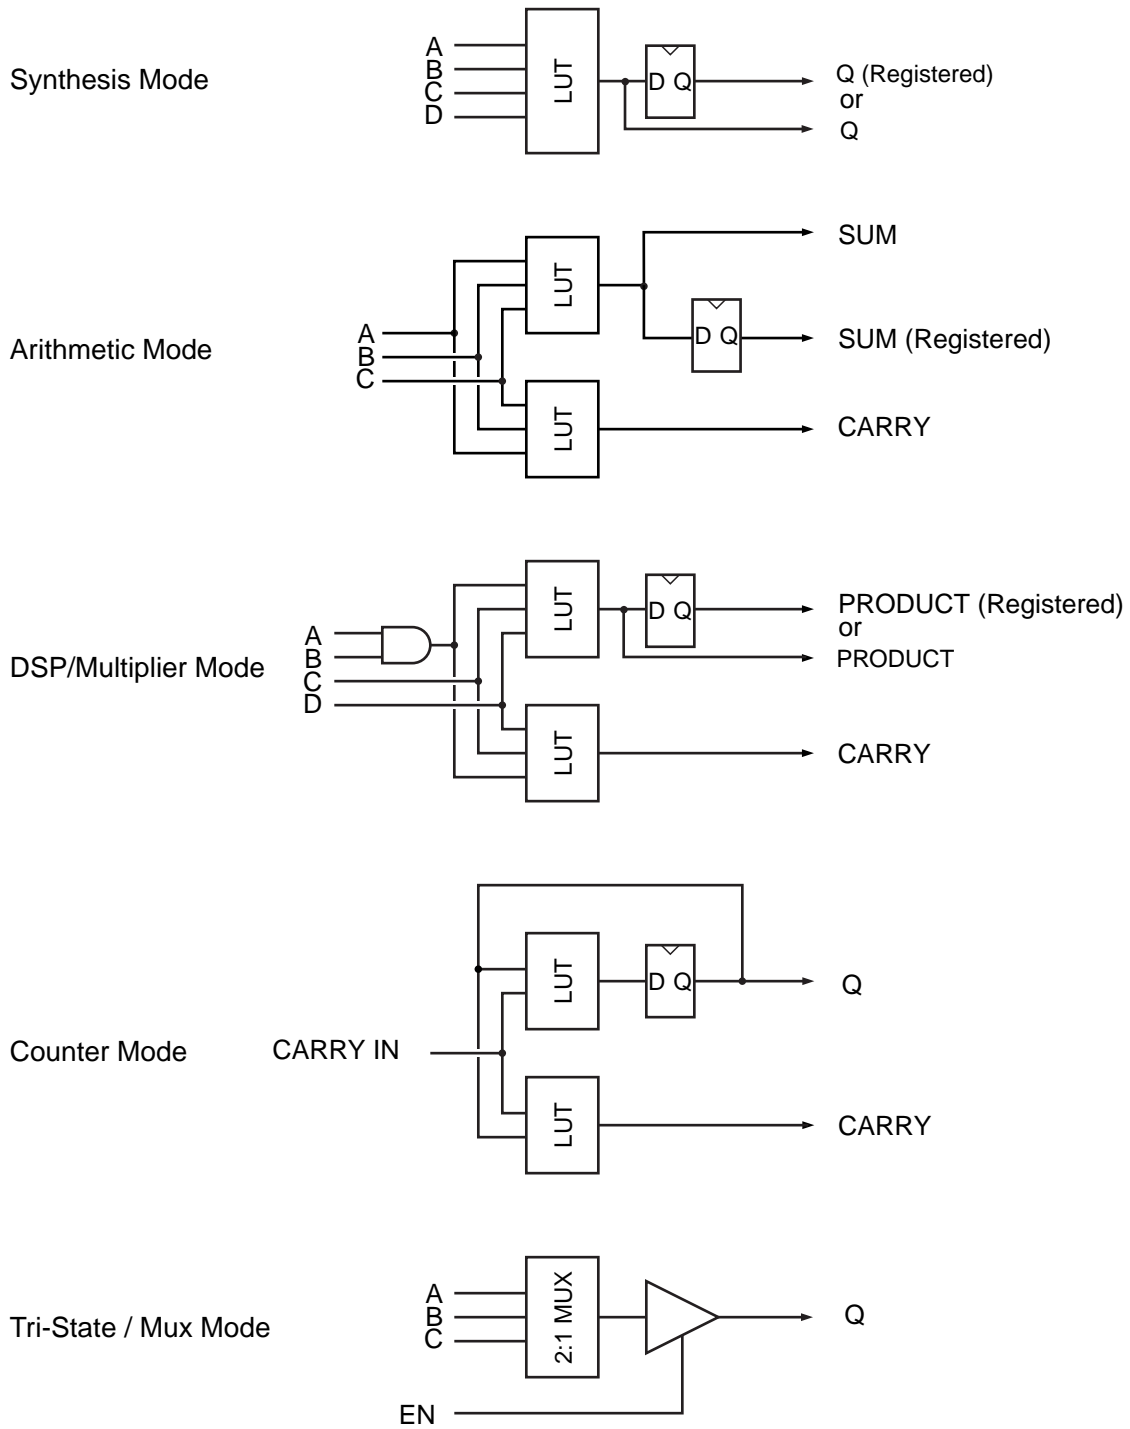 Synthesis Mode
A
B
C
D
LUT
D Q
Q (Registered)
or
Q
Arithmetic Mode
A
B
C
LUT
LUT
D Q
SUM
SUM (Registered)
CARRY
DSP/Multiplier Mode
A
B
C
D
LUT
LUT
D Q
PRODUCT (Registered)
or
PRODUCT
CARRY
Counter Mode
CARRY IN
LUT
LUT
D Q
Q
CARRY
Tri-State / Mux Mode
A
B
C
2:1 MUX
EN
Q